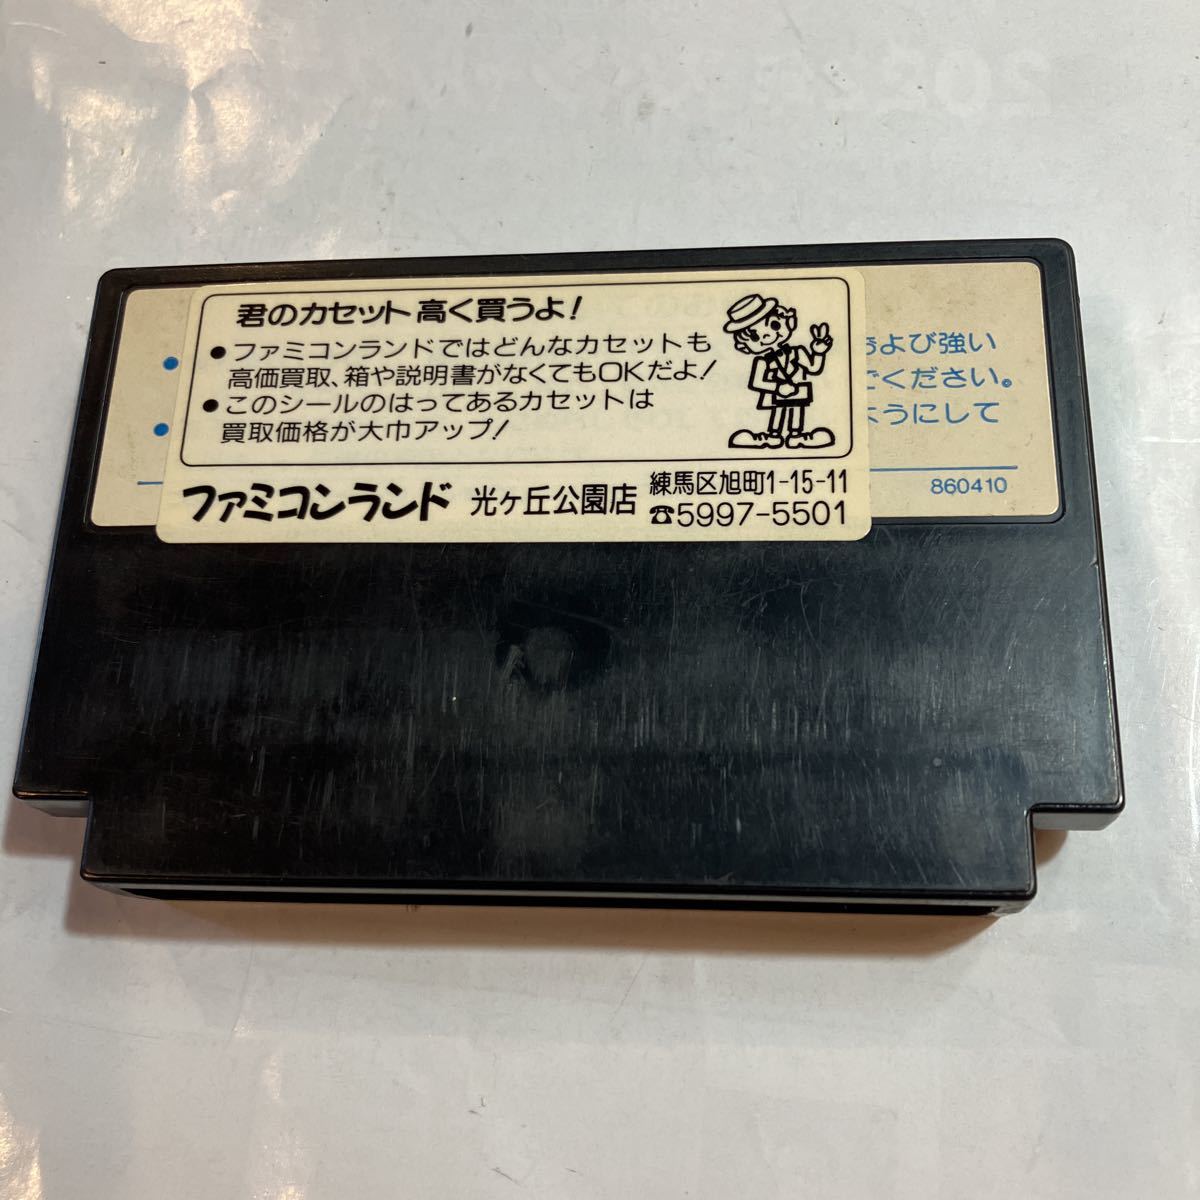 君のカセット高く買うよ!
●ファミコンランドではどんなカセットも
高価買取、箱や説明書がなくてもOKだよ!
●このシールのはってあるカセットは
買取価格が大巾アップ!
ファミコンランド 光ヶ丘公園店
練馬区旭町1-15-11
☎5997-5501
● および強い
ください。
● ようにして
860410